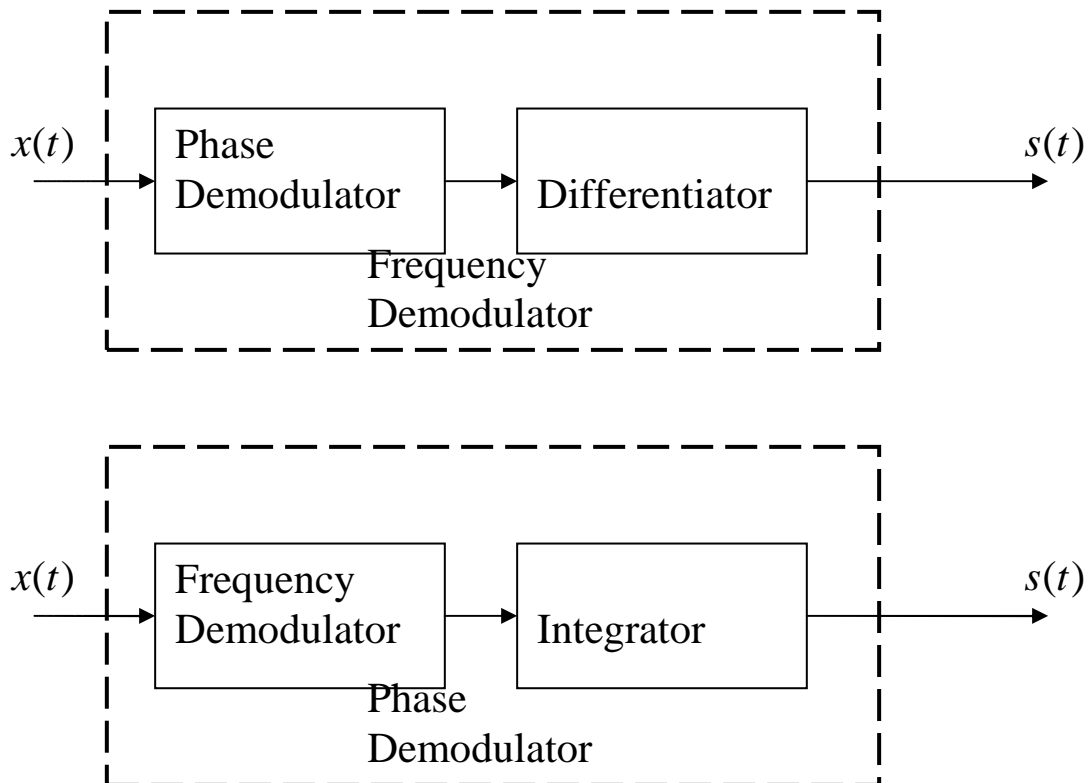 x(t)
Phase
Demodulator
Differentiator
s(t)
Frequency
Demodulator
x(t)
Frequency
Demodulator
Integrator
s(t)
Phase
Demodulator